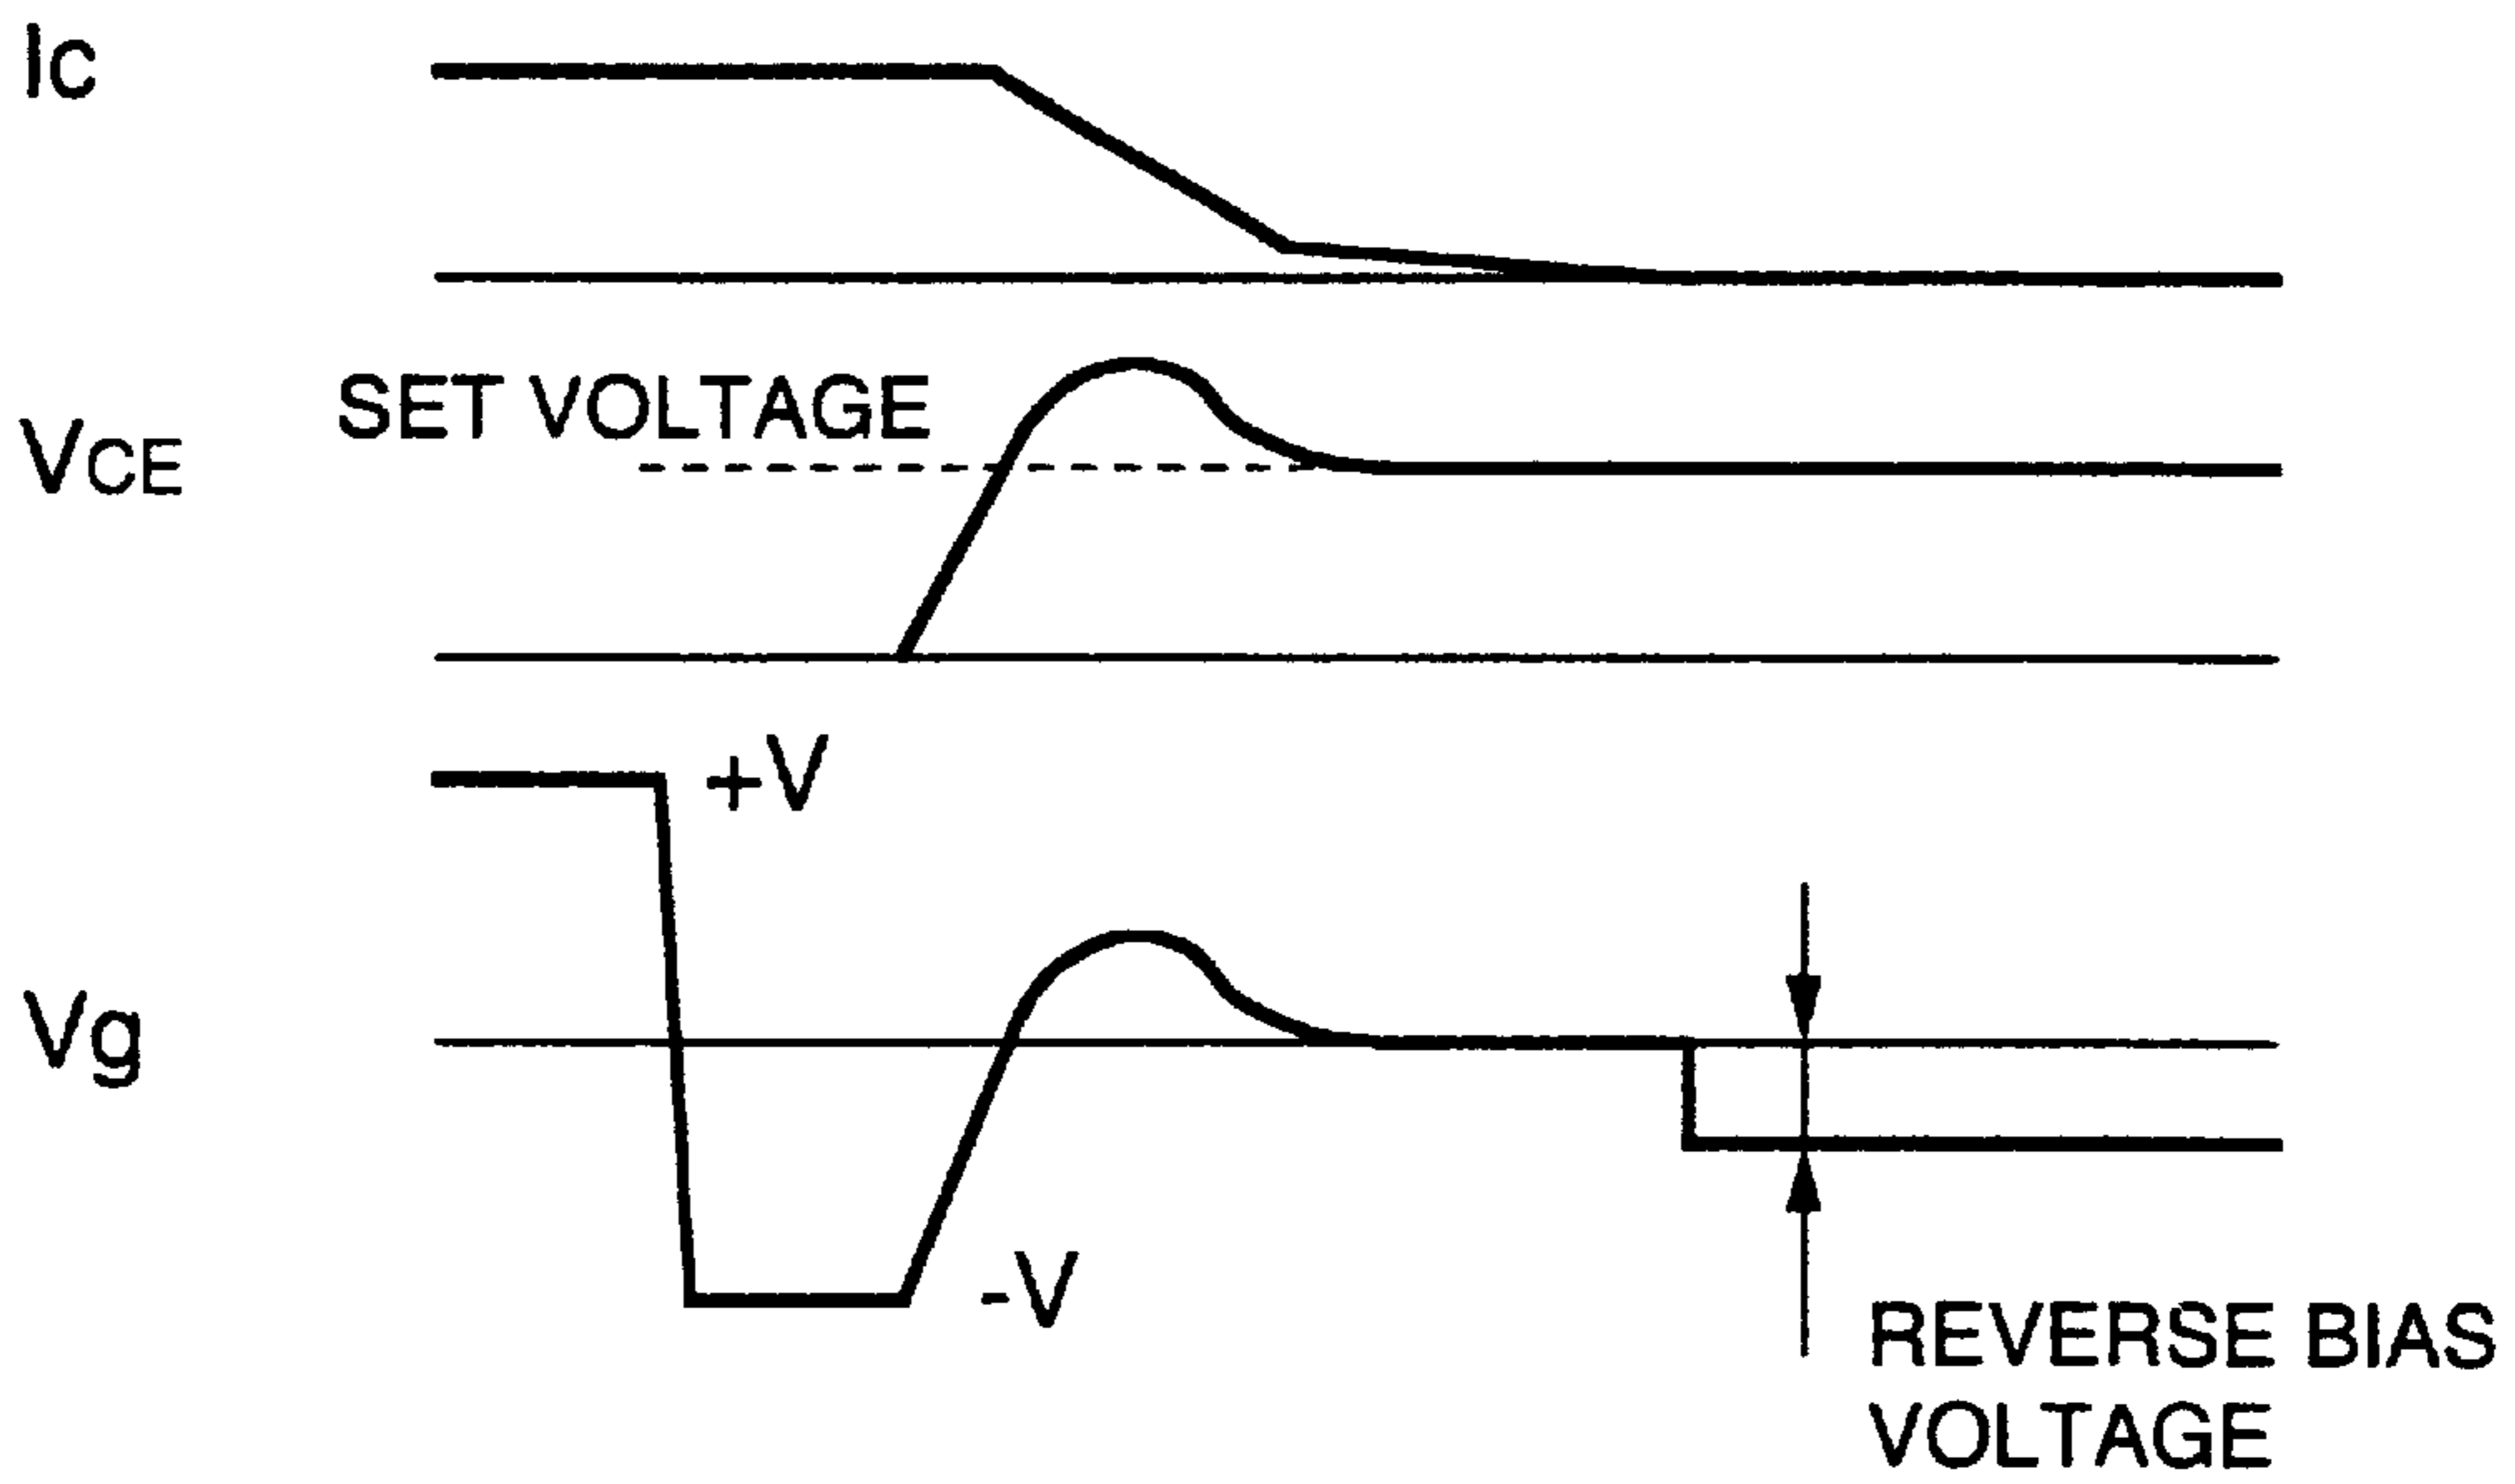 Ic
SET VOLTAGE
VCE
+V
Vg
-V
REVERSE BIAS
VOLTAGE